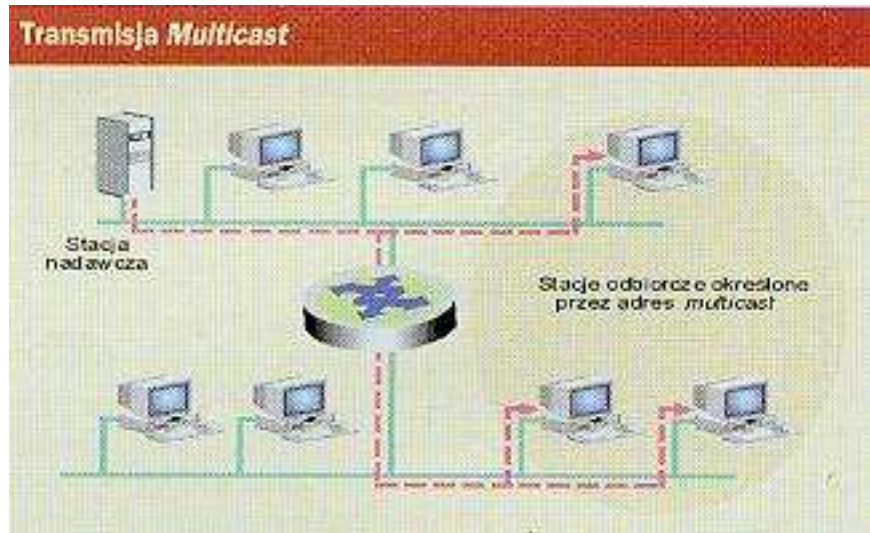 Transmisja Multicast
Stacja
nadawcza
Stacje odbiorcze określone
przez adres multicast